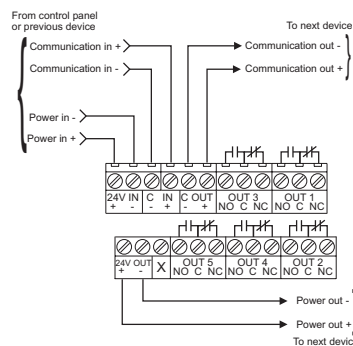 From control panel
or previous device
To next device
Communication in +
Communication out -
Communication in -
Communication out +
Power in -
Power in +
24V IN C IN C OUT OUT 3 OUT 1
+ - - + - + NO C NC NO C NC
24V OUT X OUT 5 OUT 4 OUT 2
+ - NO C NC NO C NC NO C NC
Power out -
Power out +